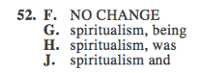 52. F. NO CHANGE
G. spiritualism, being
H. spiritualism, was
J. spiritualism and